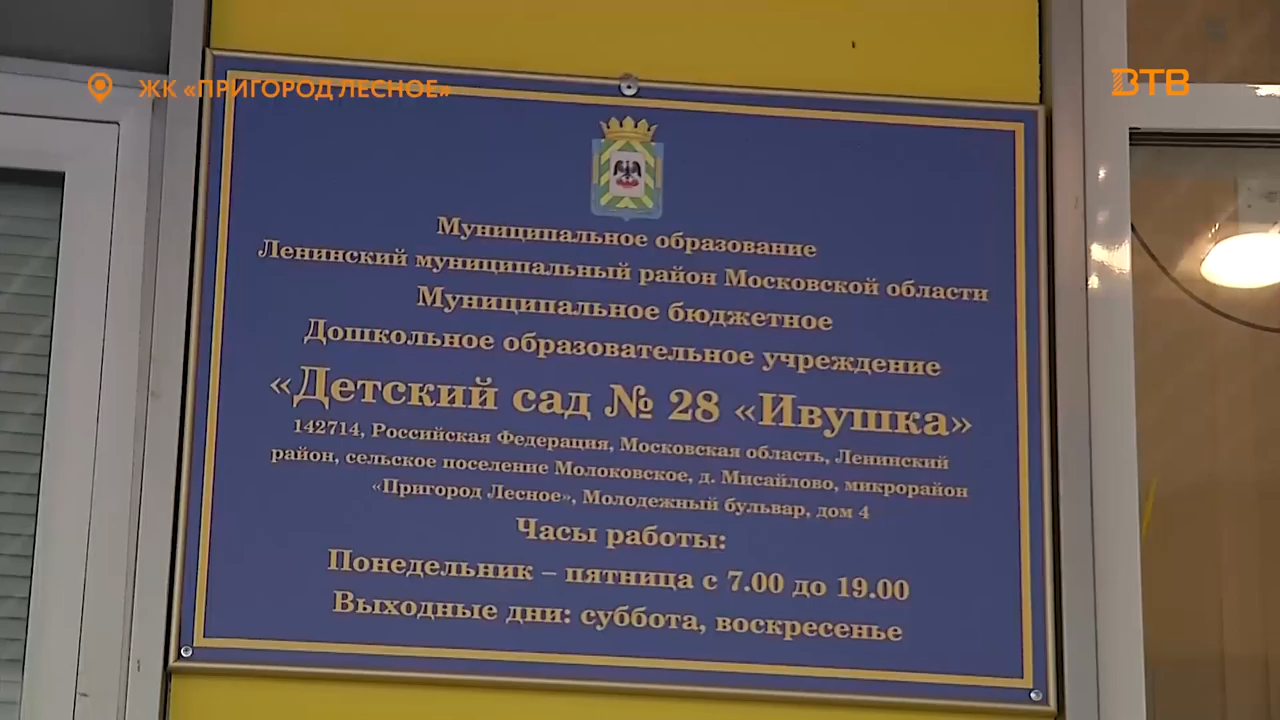 ЖК «ПРИГОРОД ЛЕСНОЕ»
ВТВ
Муниципальное образование
Ленинский муниципальный район Московской области
Муниципальное бюджетное
Дошкольное образовательное учреждение
«Детский сад № 28 «Ивушка»
142714, Российская Федерация, Московская область, Ленинский
район, сельское поселение Молоковское, д. Мисайлово, микрорайон
«Пригород Лесное», Молодежный бульвар, дом 4
Часы работы:
Понедельник – пятница с 7.00 до 19.00
Выходные дни: суббота, воскресенье